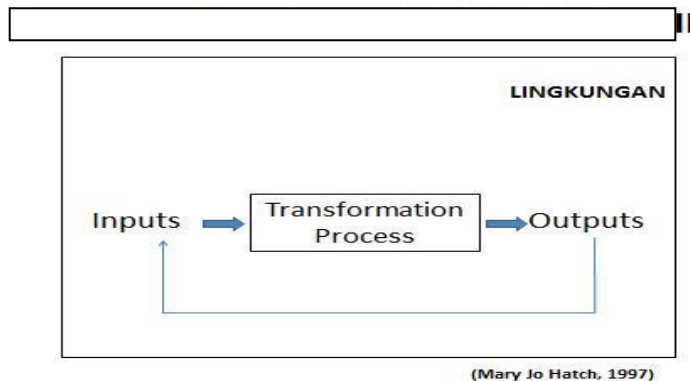 LINGKUNGAN
Inputs
Transformation
Process
Outputs
(Mary Jo Hatch, 1997)